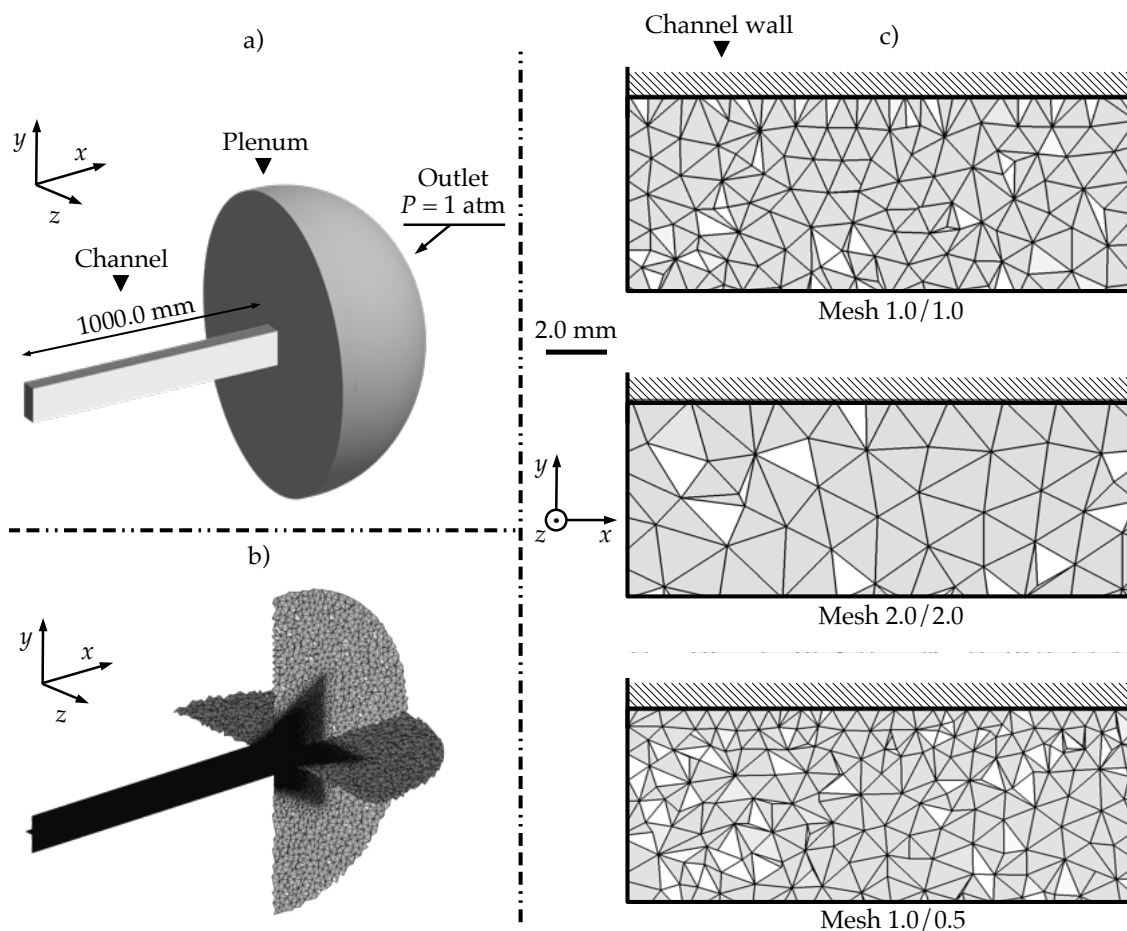 a)
y
x
z
Plenum
Outlet
P = 1 atm
Channel
1000.0 mm
b)
y
x
z
Channel wall
c)
Mesh 1.0/1.0
2.0 mm
y
z
x
Mesh 2.0/2.0
Mesh 1.0/0.5